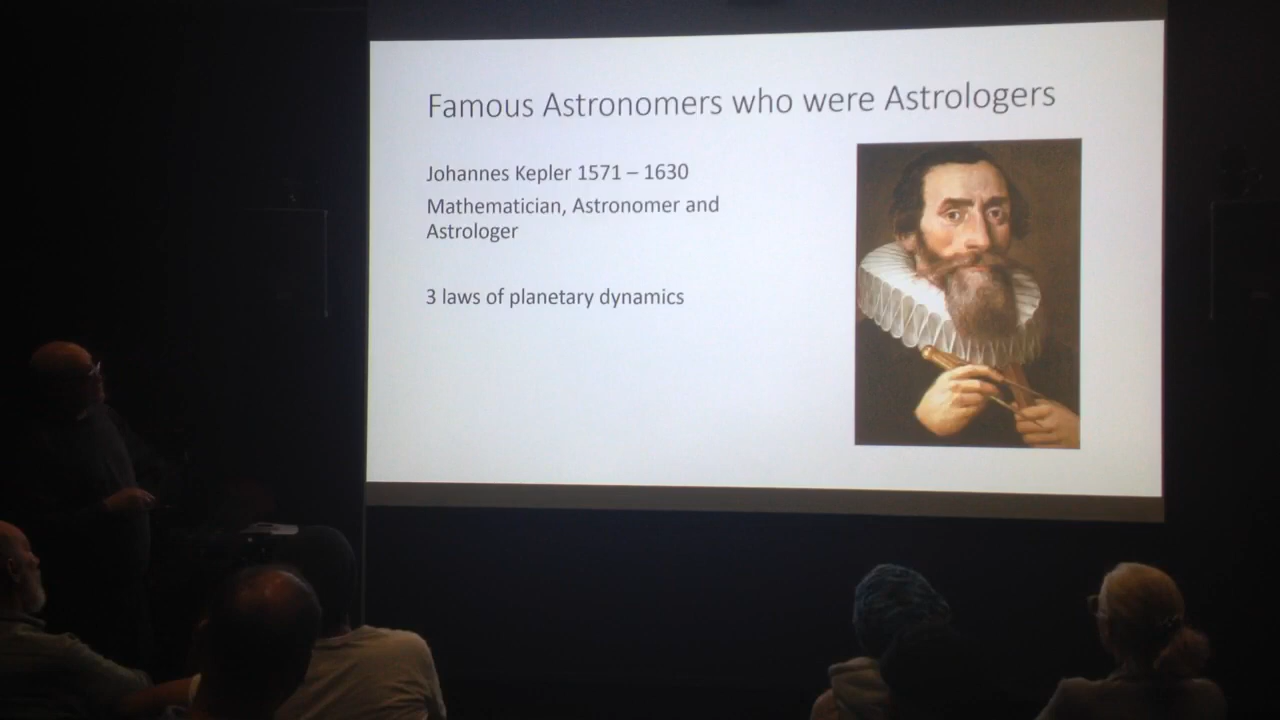 Famous Astronomers who were Astrologers
Johannes Kepler 1571 – 1630
Mathematician, Astronomer and
Astrologer
3 laws of planetary dynamics